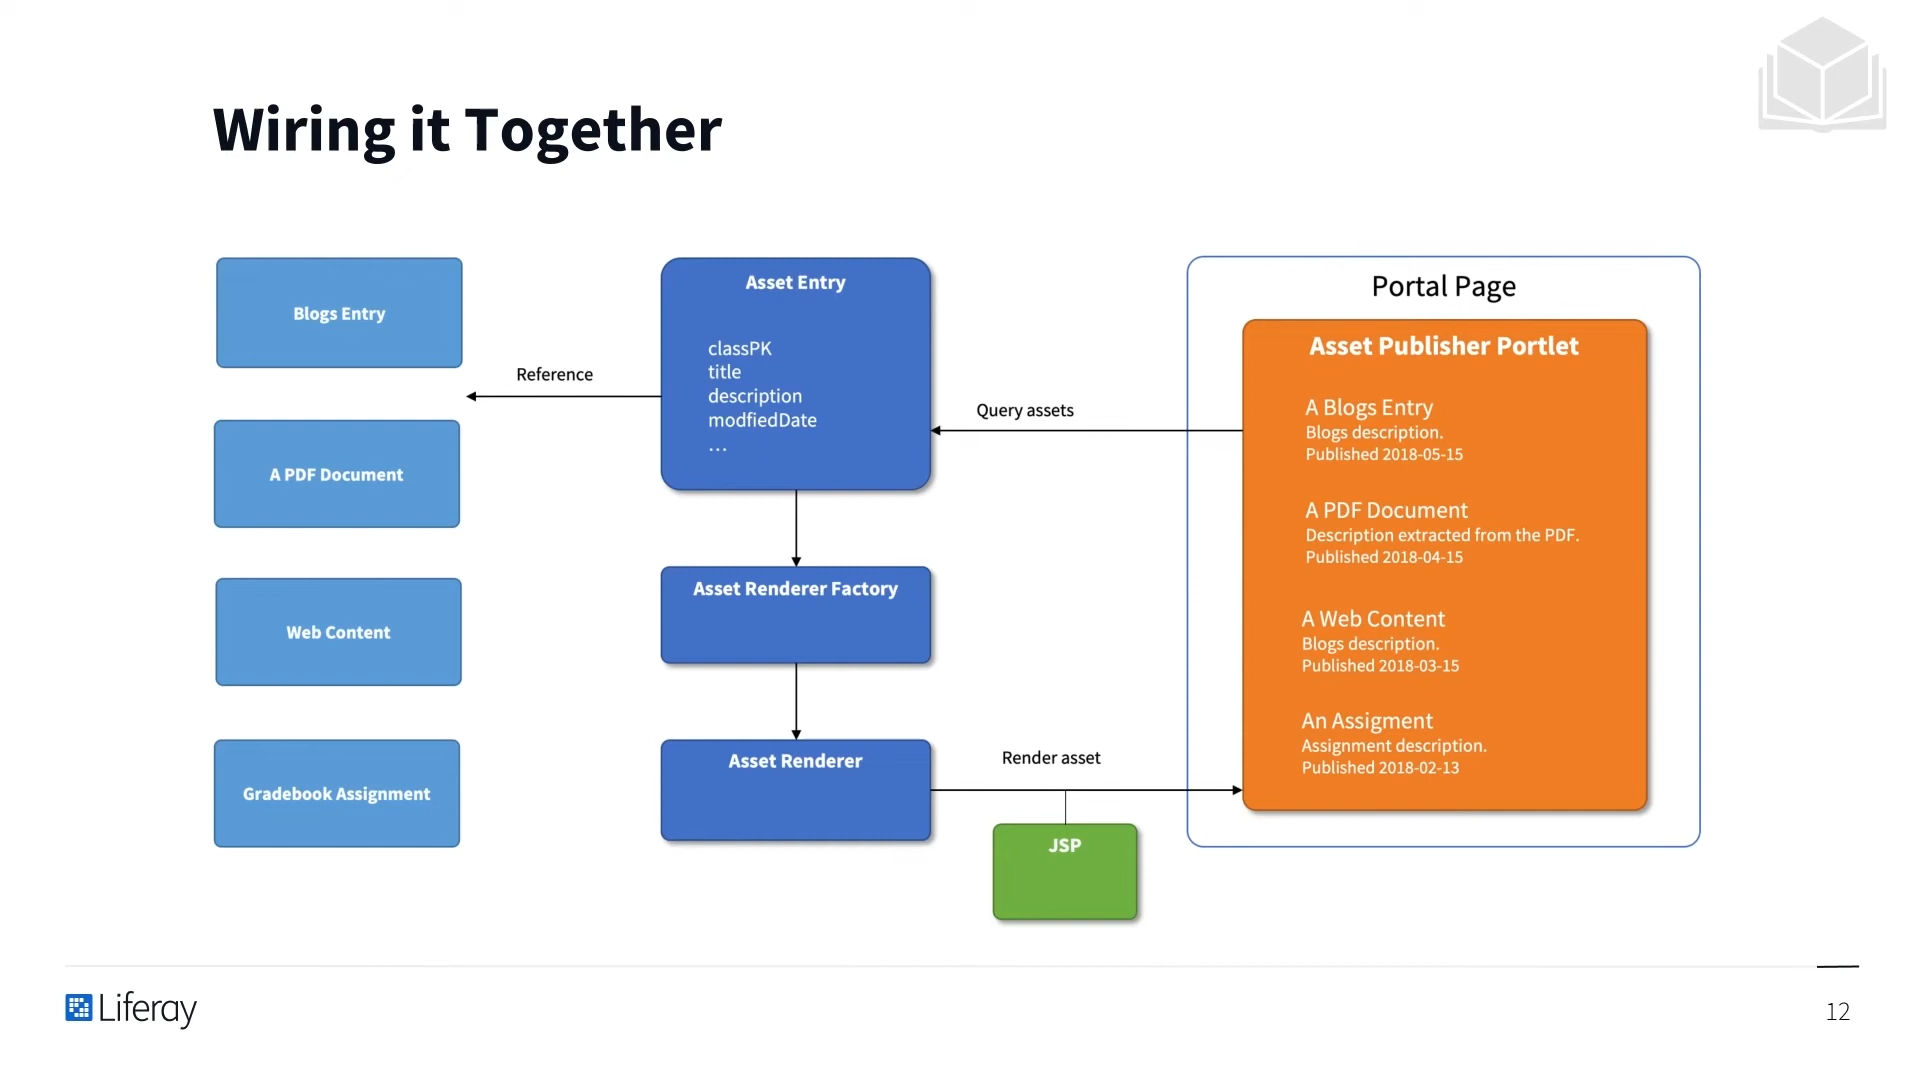 Wiring it Together
Blogs Entry
A PDF Document
Web Content
Gradebook Assignment
Reference
Asset Entry
classPK
title
description
modfiedDate
...
Asset Renderer Factory
Asset Renderer
Query assets
Render asset
JSP
Portal Page
Asset Publisher Portlet
A Blogs Entry
Blogs description.
Published 2018-05-15
A PDF Document
Description extracted from the PDF.
Published 2018-04-15
A Web Content
Blogs description.
Published 2018-03-15
An Assigment
Assignment description.
Published 2018-02-13
Liferay
12